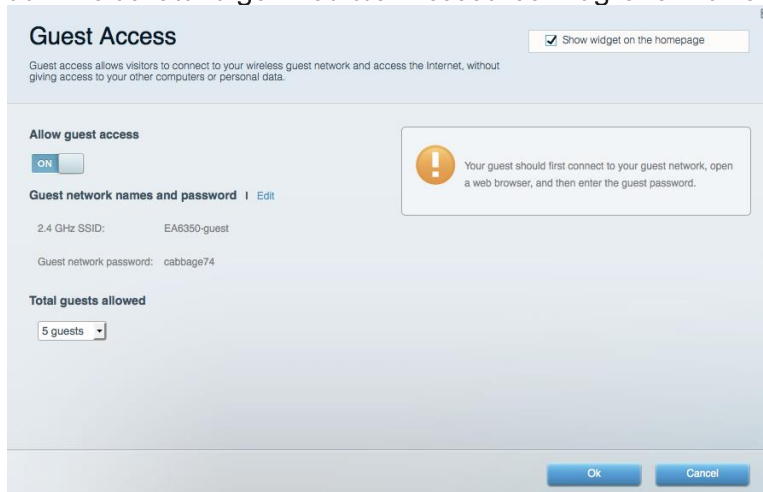 Guest Access
Show widget on the homepage
Guest access allows visitors to connect to your wireless guest network and access the Internet, without
giving access to your other computers or personal data.
Allow guest access
ON
Your guest should first connect to your guest network, open
a web browser, and then enter the guest password.
Guest network names and password | Edit
2.4 GHz SSID: EA6350-guest
Guest network password: cabbage74
Total guests allowed
5 guests
Ok Cancel